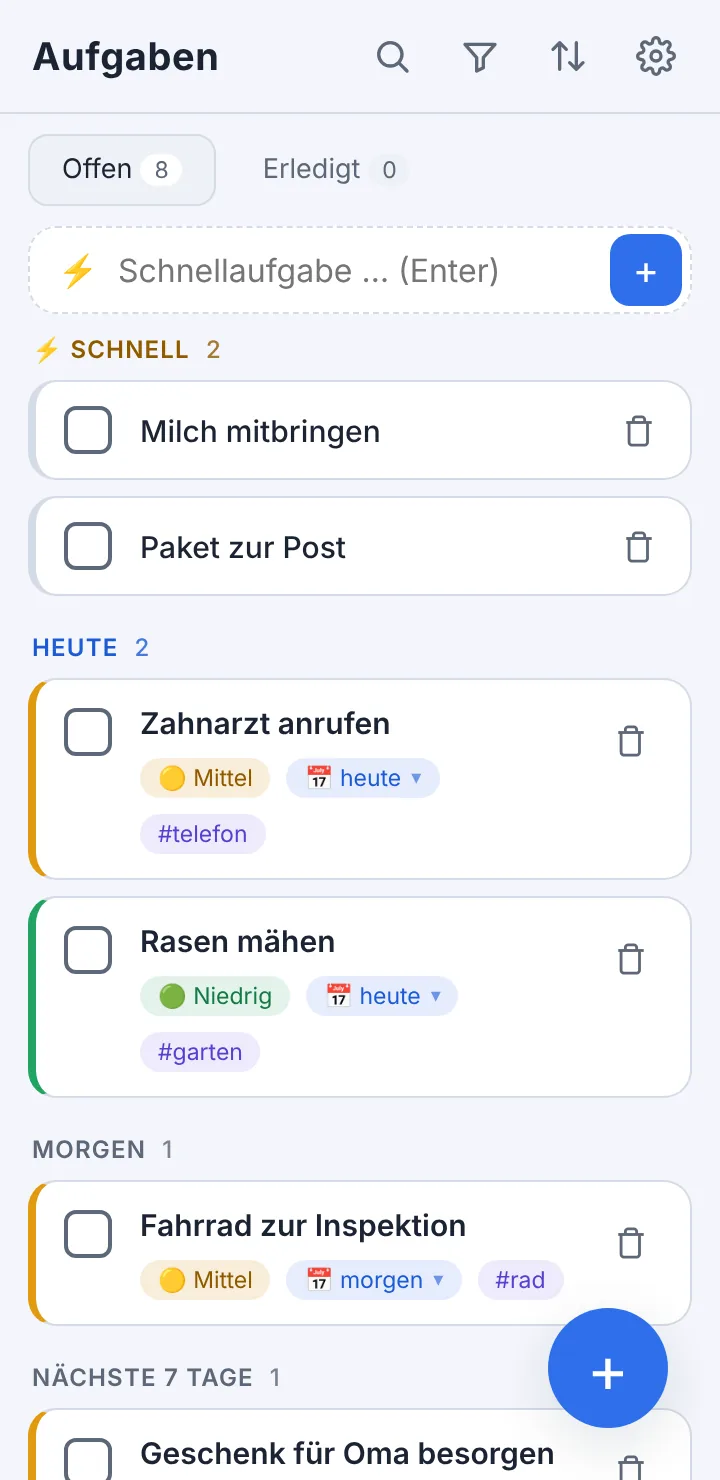 Aufgaben
Offen 8 Erledigt 0
⚡ Schnellaufgabe ... (Enter) +
⚡ SCHNELL 2
Milch mitbringen
Paket zur Post
HEUTE 2
Zahnarzt anrufen
🟡 Mittel 📅 heute ▾
#telefon
Rasen mähen
🟢 Niedrig 📅 heute ▾
#garten
MORGEN 1
Fahrrad zur Inspektion
🟡 Mittel 📅 morgen ▾ #rad
NÄCHSTE 7 TAGE 1
+
Geschenk für Oma besorgen